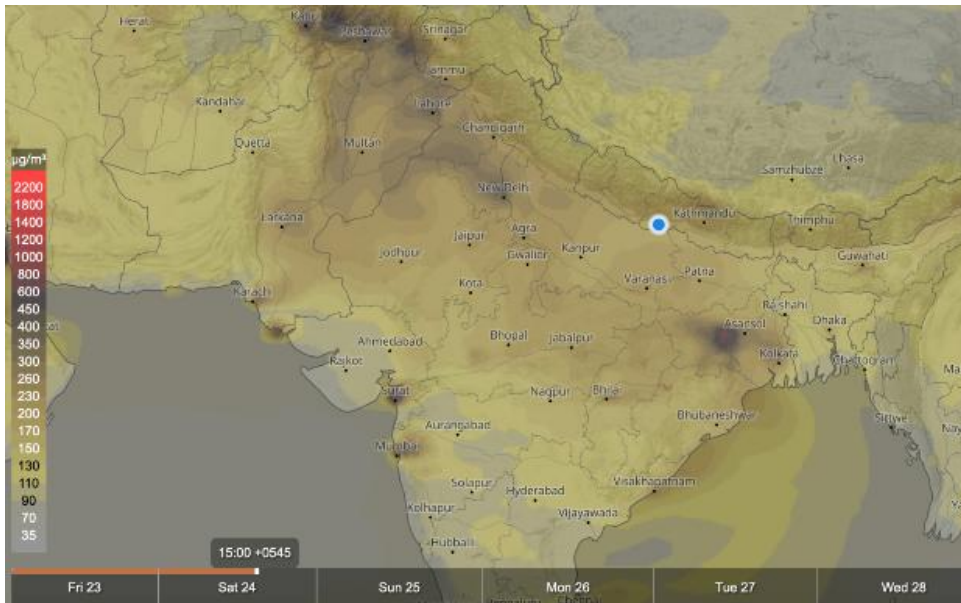 Herat
Kabul
Peshawar
Srinagar
Jammu
Kandahar
Lahore
Chandigarh
Quetta
Multan
µg/m³
Lhasa
Samzhubze
2200
1800
1400
1200
1000
800
600
450
400
350
300
260
230
200
170
150
130
110
90
70
35
New Delhi
Larkana
Kathmandu
Thimphu
Jaipur
Agra
Jodhpur
Gwalior
Kanpur
Guwahati
Varanasi
Patna
Kota
Karachi
Rajshahi
Asansol
Dhaka
Ahmedabad
Bhopal
Jabalpur
Kolkata
Rajkot
Chattogram
Surat
Nagpur
Bhilai
Bhubaneshwar
Sittwe
Aurangabad
Mumbai
Solapur
Hyderabad
Visakhapatnam
Kolhapur
Vijayawada
Hubballi
15:00 +0545
Fri 23
Sat 24
Sun 25
Mon 26
Tue 27
Wed 28